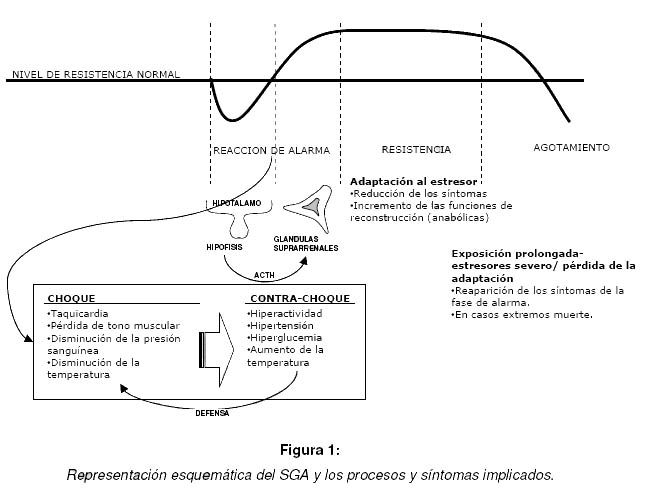 NIVEL DE RESISTENCIA NORMAL
REACCION DE ALARMA
RESISTENCIA
AGOTAMIENTO
Adaptación al estresor
•Reducción de los síntomas
•Incremento de las funciones de
reconstrucción (anabólicas)
HIPOTALAMO
HIPOFISIS
GLANDULAS
SUPRARRENALES
ACTH
Exposición prolongada-
estresores severo/ pérdida de la
adaptación
•Reaparición de los síntomas de la
fase de alarma.
•En casos extremos muerte.
CHOQUE
•Taquicardia
•Pérdida de tono muscular
•Disminución de la presión
sanguínea
•Disminución de la
temperatura
CONTRA-CHOQUE
•Hiperactividad
•Hipertensión
•Hiperglucemia
•Aumento de la
temperatura
DEFENSA
Figura 1:
Representación esquemática del SGA y los procesos y síntomas implicados.